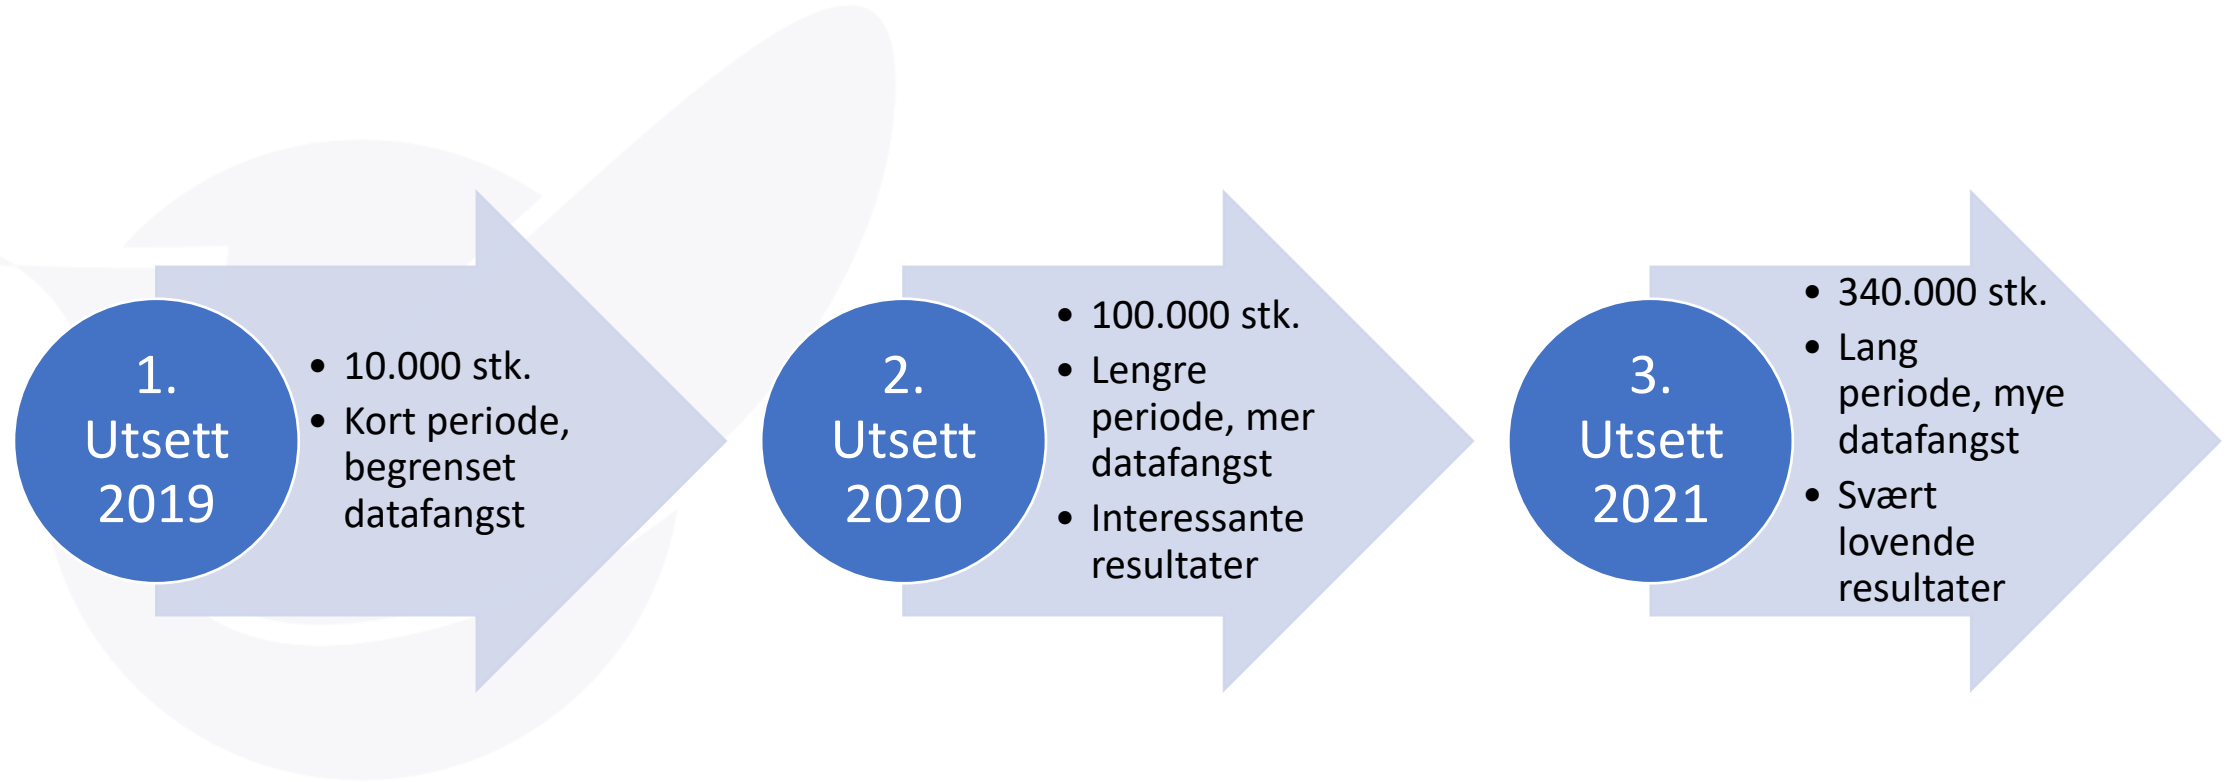 1.
Utsett
2019
• 10.000 stk.
• Kort periode,
begrenset
datafangst
2.
Utsett
2020
• 100.000 stk.
• Lengre
periode, mer
datafangst
• Interessante
resultater
3.
Utsett
2021
• 340.000 stk.
• Lang
periode, mye
datafangst
• Svært
lovende
resultater